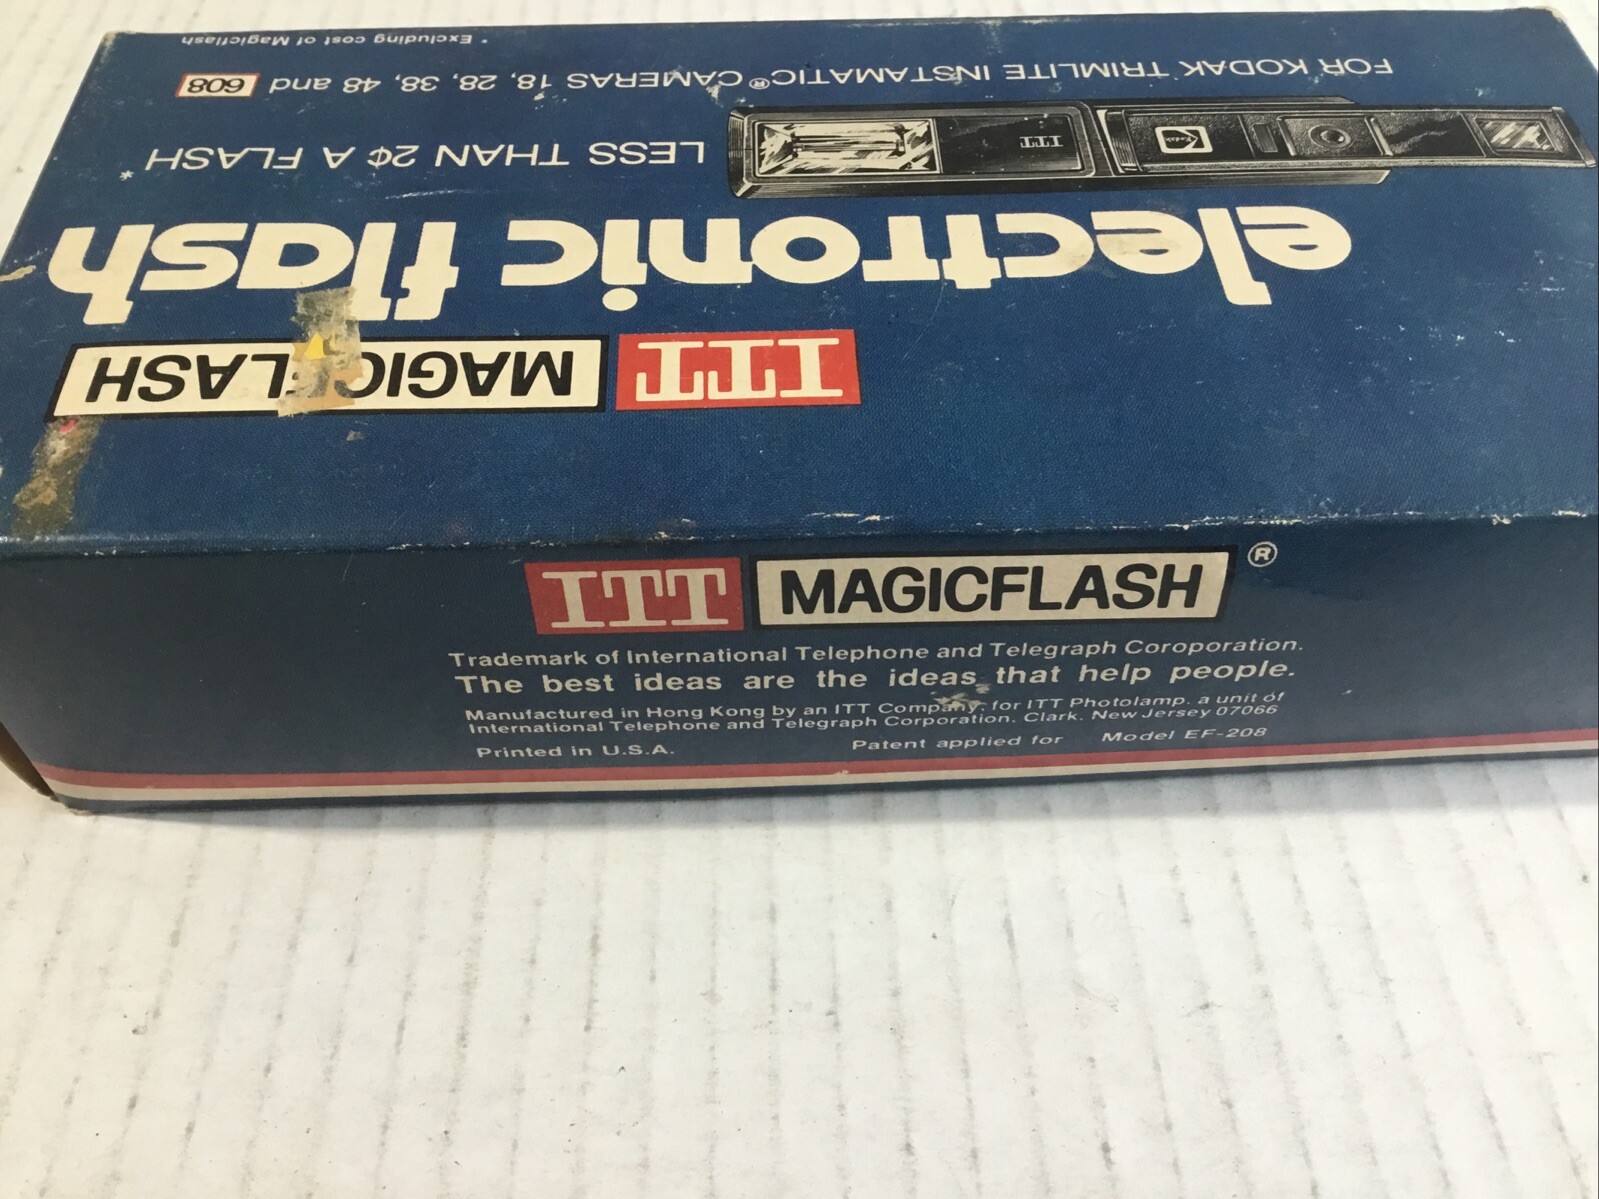 ITT MAGICFLASH
electronic flash
LESS THAN 2¢ A FLASH*
ITT
Kodak
FOR KODAK TRIMLITE INSTAMATIC® CAMERAS 18, 28, 38, 48 and 608
* Excluding cost of Magicflash
ITT MAGICFLASH ®
Trademark of International Telephone and Telegraph Coroporation.
The best ideas are the ideas that help people.
Manufactured in Hong Kong by an ITT Company, for ITT Photolamp, a unit of
International Telephone and Telegraph Corporation. Clark. New Jersey 07066
Printed in U.S.A. Patent applied for Model EF-208